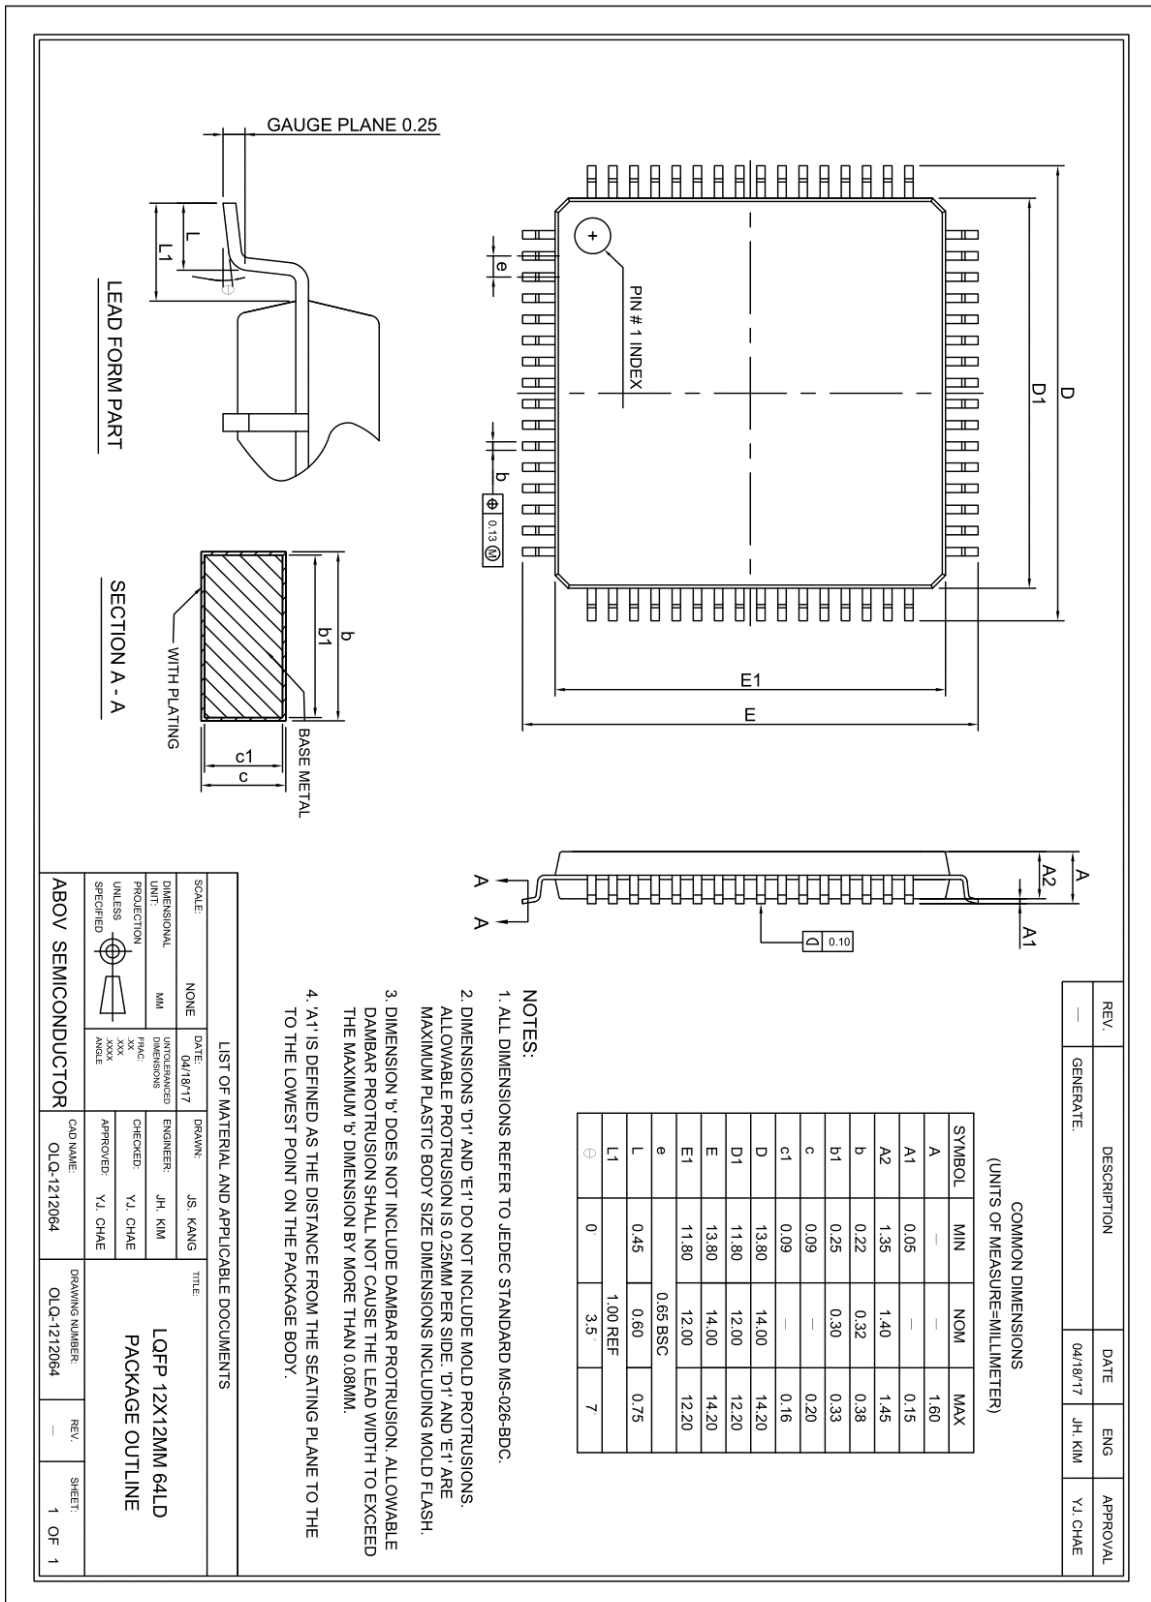 REV.
DESCRIPTION
DATE
ENG
APPROVAL
—
GENERATE.
04/18/'17
JH. KIM
YJ. CHAE
GAUGE PLANE 0.25
L
L1
LEAD FORM PART
PIN # 1 INDEX
e
b
⌖ 0.13 Ⓜ
D
D1
E1
E
b
b1
c1
c
BASE METAL
WITH PLATING
SECTION A - A
A
A2
A1
A
A
0.10
COMMON DIMENSIONS
(UNITS OF MEASURE=MILLIMETER)
SYMBOL MIN NOM MAX
A — — 1.60
A1 0.05 — 0.15
A2 1.35 1.40 1.45
b 0.22 0.32 0.38
b1 0.25 0.30 0.33
c 0.09 — 0.20
c1 0.09 — 0.16
D 13.80 14.00 14.20
D1 11.80 12.00 12.20
E 13.80 14.00 14.20
E1 11.80 12.00 12.20
e 0.65 BSC
L 0.45 0.60 0.75
L1 1.00 REF
⊖ 0° 3.5° 7°
NOTES:
1. ALL DIMENSIONS REFER TO JEDEC STANDARD MS-026-BDC.
2. DIMENSIONS 'D1' AND 'E1' DO NOT INCLUDE MOLD PROTRUSIONS.
ALLOWABLE PROTRUSION IS 0.25MM PER SIDE. 'D1' AND 'E1' ARE
MAXIMUM PLASTIC BODY SIZE DIMENSIONS INCLUDING MOLD FLASH.
3. DIMENSION 'b' DOES NOT INCLUDE DAMBAR PROTRUSION. ALLOWABLE
DAMBAR PROTRUSION SHALL NOT CAUSE THE LEAD WIDTH TO EXCEED
THE MAXIMUM 'b' DIMENSION BY MORE THAN 0.08MM.
4. 'A1' IS DEFINED AS THE DISTANCE FROM THE SEATING PLANE TO THE
TO THE LOWEST POINT ON THE PACKAGE BODY.
LIST OF MATERIAL AND APPLICABLE DOCUMENTS
SCALE: NONE
DATE: 04/18/'17
DRAWN: JS. KANG
TITLE:
DIMENSIONAL
UNIT: MM
UNTOLERANCED
DIMENSIONS
ENGINEER: JH. KIM
LQFP 12X12MM 64LD
PACKAGE OUTLINE
PROJECTION
UNLESS
SPECIFIED
FRAC:
.XX
.XXX
.XXXX
ANGLE
CHECKED: YJ. CHAE
APPROVED: YJ. CHAE
ABOV SEMICONDUCTOR
CAD NAME:
OLQ-1212064
DRAWING NUMBER:
OLQ-1212064
REV.
—
SHEET:
1 OF 1